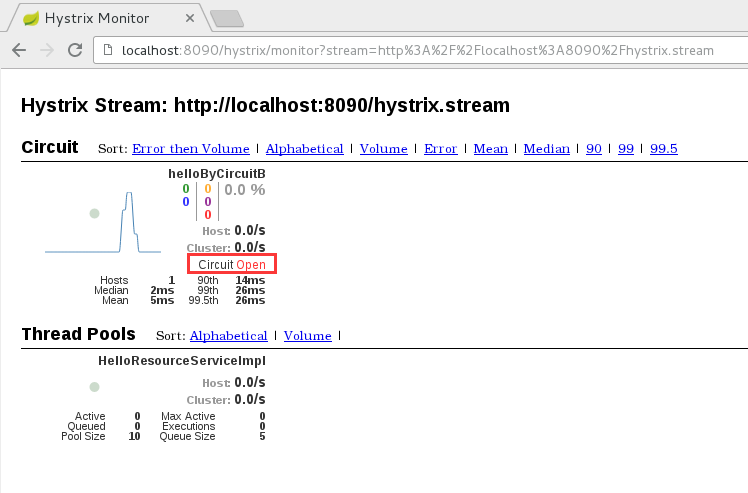 Hystrix Monitor
localhost:8090/hystrix/monitor?stream=http%3A%2F%2Flocalhost%3A8090%2Fhystrix.stream
Hystrix Stream: http://localhost:8090/hystrix.stream
Circuit Sort: Error then Volume | Alphabetical | Volume | Error | Mean | Median | 90 | 99 | 99.5
helloByCircuitB
0 0 0.0 %
0 0
0
Host: 0.0/s
Cluster: 0.0/s
Circuit Open
Hosts 1 90th 14ms
Median 2ms 99th 26ms
Mean 5ms 99.5th 26ms
Thread Pools Sort: Alphabetical | Volume |
HelloResourceServiceImpl
Host: 0.0/s
Cluster: 0.0/s
Active 0 Max Active 0
Queued 0 Executions 0
Pool Size 10 Queue Size 5